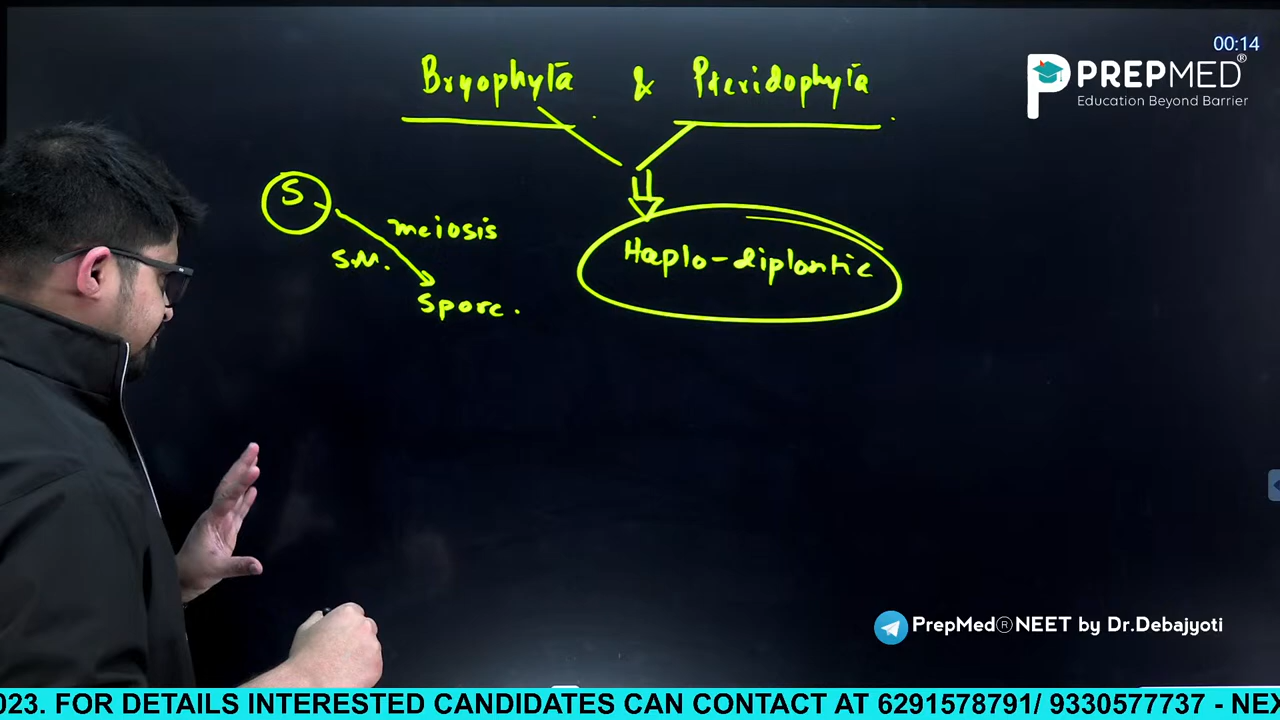 00:14
PREPMED®
Education Beyond Barrier
Bryophyta & Pteridophyta
S
meiosis
S.M.
Spore.
Haplo-diplontic
PrepMed®NEET by Dr.Debajyoti
023. FOR DETAILS INTERESTED CANDIDATES CAN CONTACT AT 6291578791/ 9330577737 - NEX